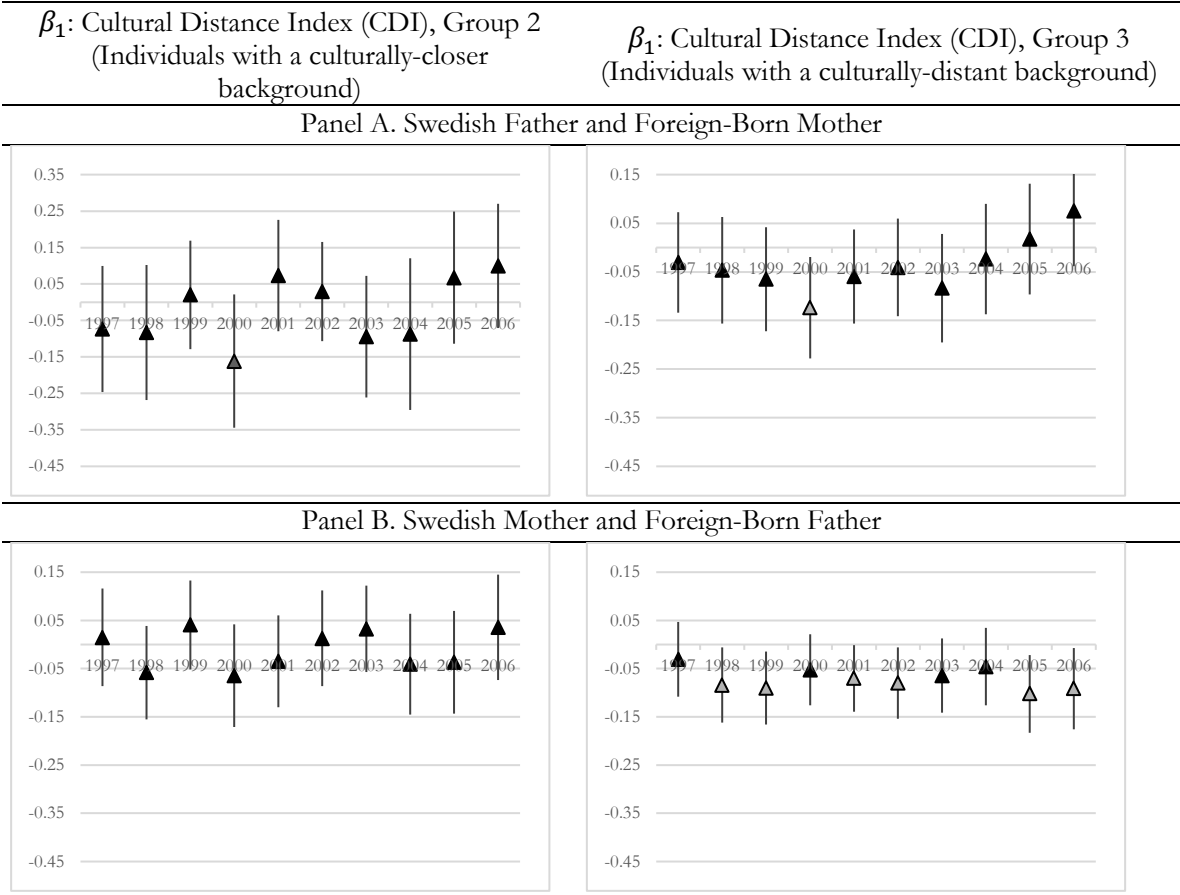 β₁: Cultural Distance Index (CDI), Group 2
(Individuals with a culturally-closer
background)
β₁: Cultural Distance Index (CDI), Group 3
(Individuals with a culturally-distant background)
Panel A. Swedish Father and Foreign-Born Mother
0.35
0.25
0.15
0.05
-0.05
-0.15
-0.25
-0.35
-0.45
1997 1998 1999 2000 2001 2002 2003 2004 2005 2006
0.15
0.05
-0.05
-0.15
-0.25
-0.35
-0.45
1997 1998 1999 2000 2001 2002 2003 2004 2005 2006
Panel B. Swedish Mother and Foreign-Born Father
0.15
0.05
-0.05
-0.15
-0.25
-0.35
-0.45
1997 1998 1999 2000 2001 2002 2003 2004 2005 2006
0.15
0.05
-0.05
-0.15
-0.25
-0.35
-0.45
1997 1998 1999 2000 2001 2002 2003 2004 2005 2006